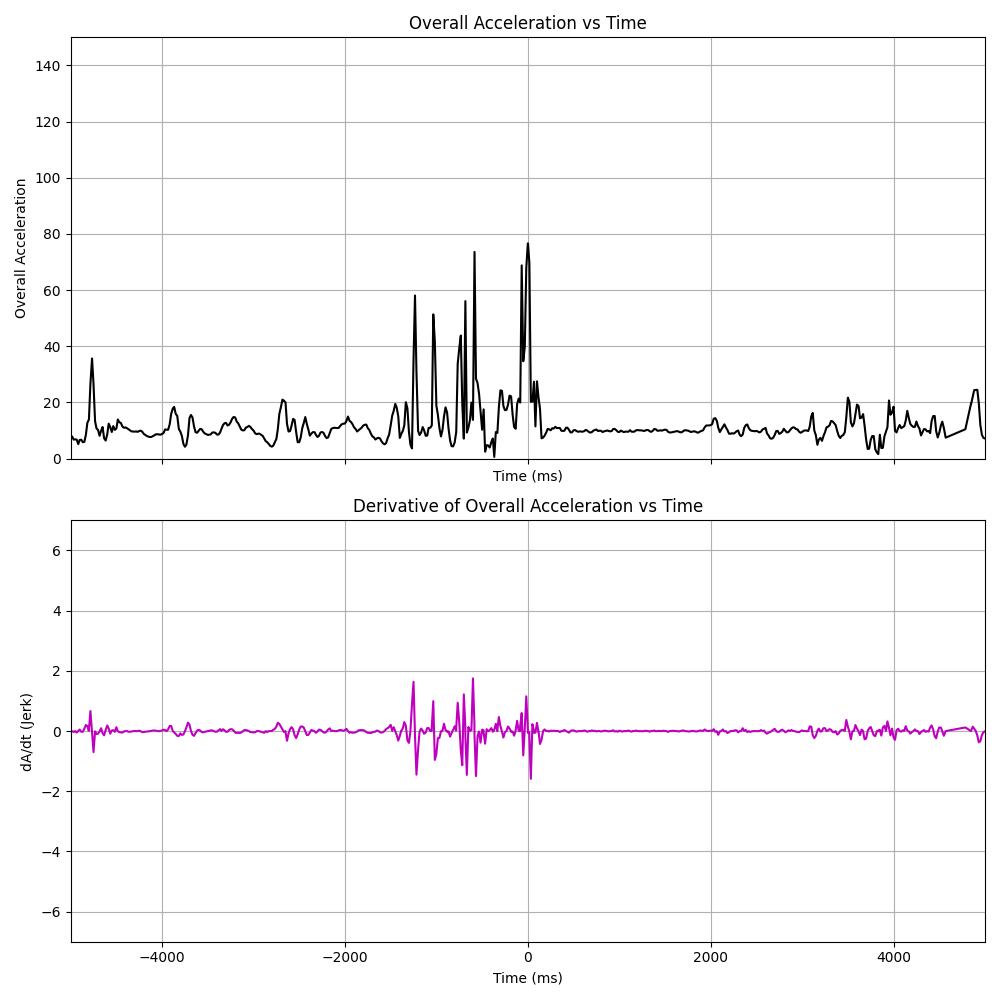 Overall Acceleration vs Time
140
120
100
80
60
40
20
0
Overall Acceleration
Time (ms)
Derivative of Overall Acceleration vs Time
6
4
2
0
−2
−4
−6
dA/dt (Jerk)
−4000 −2000 0 2000 4000
Time (ms)